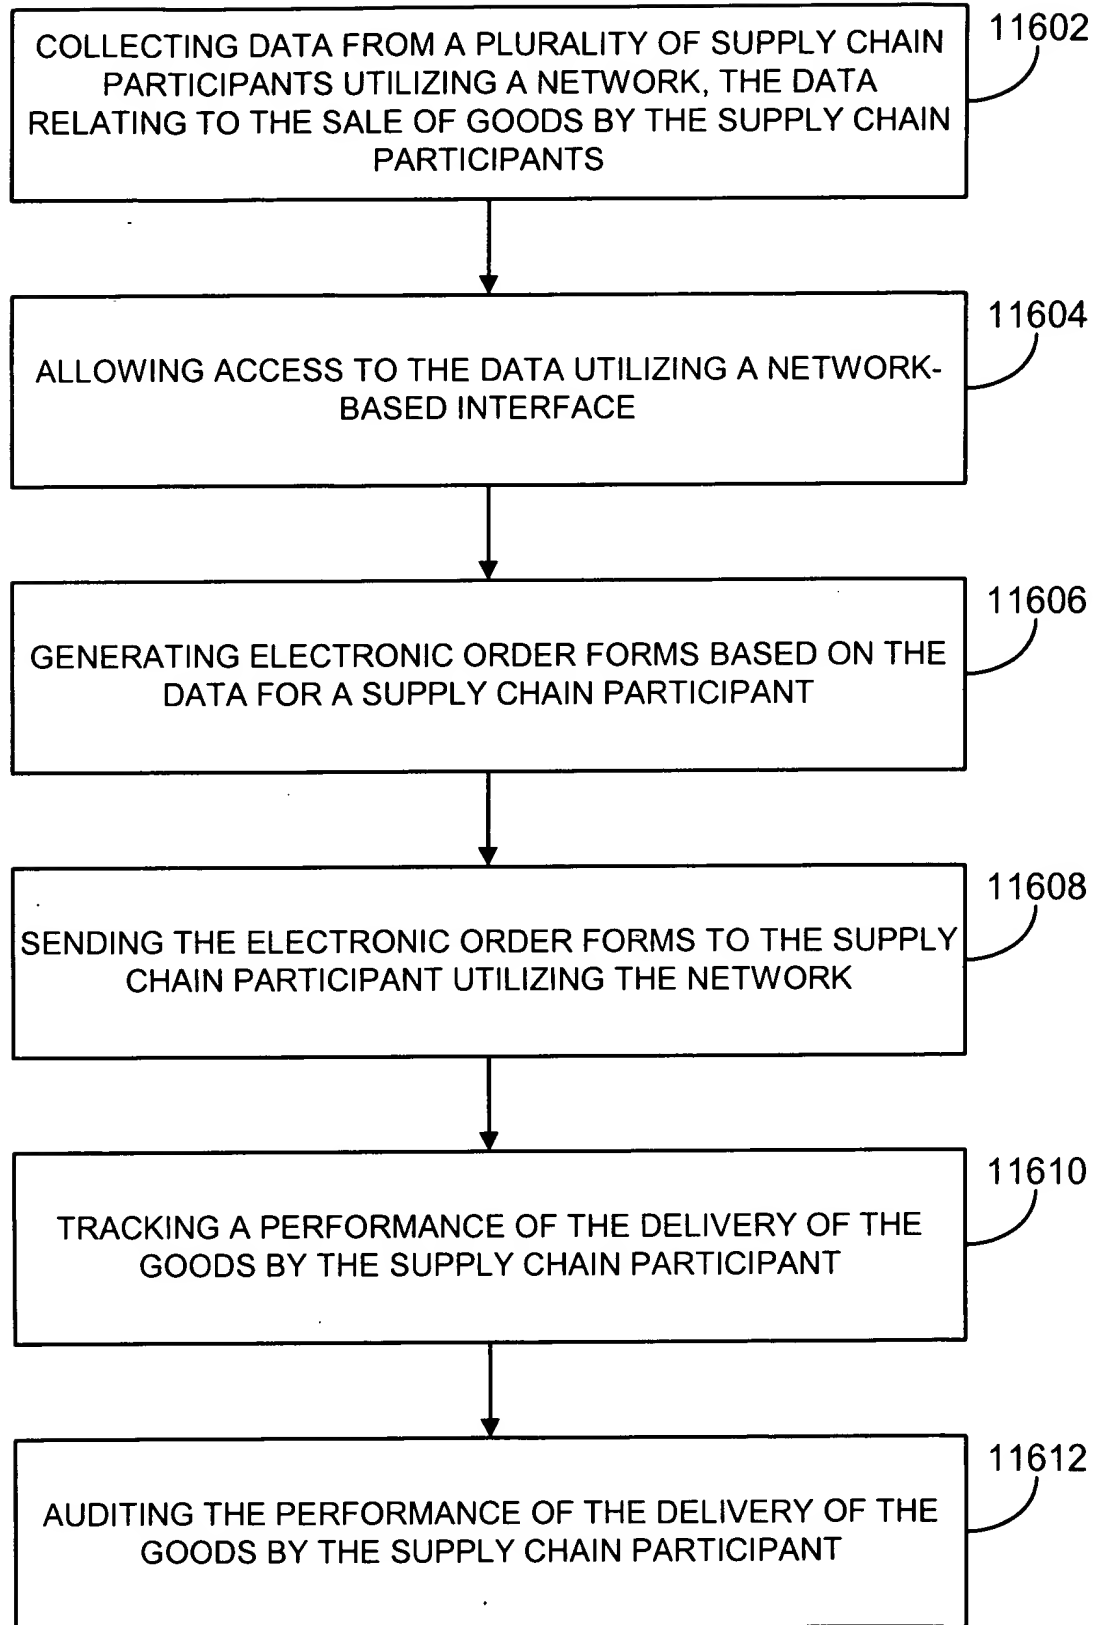 11602
COLLECTING DATA FROM A PLURALITY OF SUPPLY CHAIN
PARTICIPANTS UTILIZING A NETWORK, THE DATA
RELATING TO THE SALE OF GOODS BY THE SUPPLY CHAIN
PARTICIPANTS
11604
ALLOWING ACCESS TO THE DATA UTILIZING A NETWORK-
BASED INTERFACE
11606
GENERATING ELECTRONIC ORDER FORMS BASED ON THE
DATA FOR A SUPPLY CHAIN PARTICIPANT
11608
SENDING THE ELECTRONIC ORDER FORMS TO THE SUPPLY
CHAIN PARTICIPANT UTILIZING THE NETWORK
11610
TRACKING A PERFORMANCE OF THE DELIVERY OF THE
GOODS BY THE SUPPLY CHAIN PARTICIPANT
11612
AUDITING THE PERFORMANCE OF THE DELIVERY OF THE
GOODS BY THE SUPPLY CHAIN PARTICIPANT